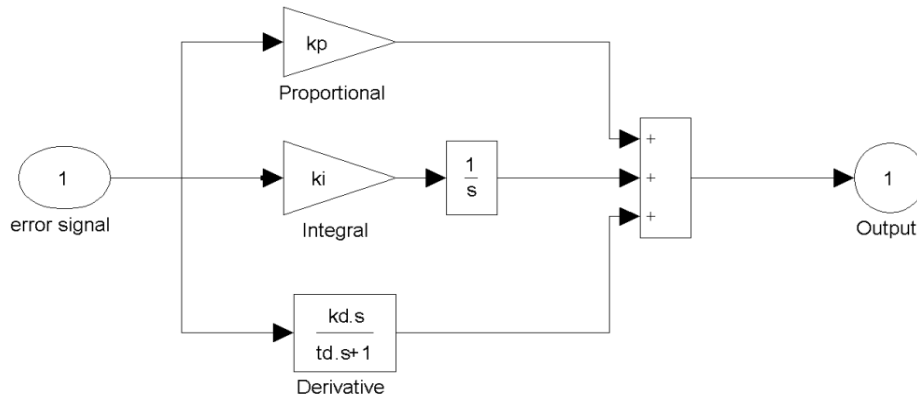 kp
Proportional
1
error signal
ki
Integral
1
s
+
+
+
1
Output
kd.s
td.s+1
Derivative